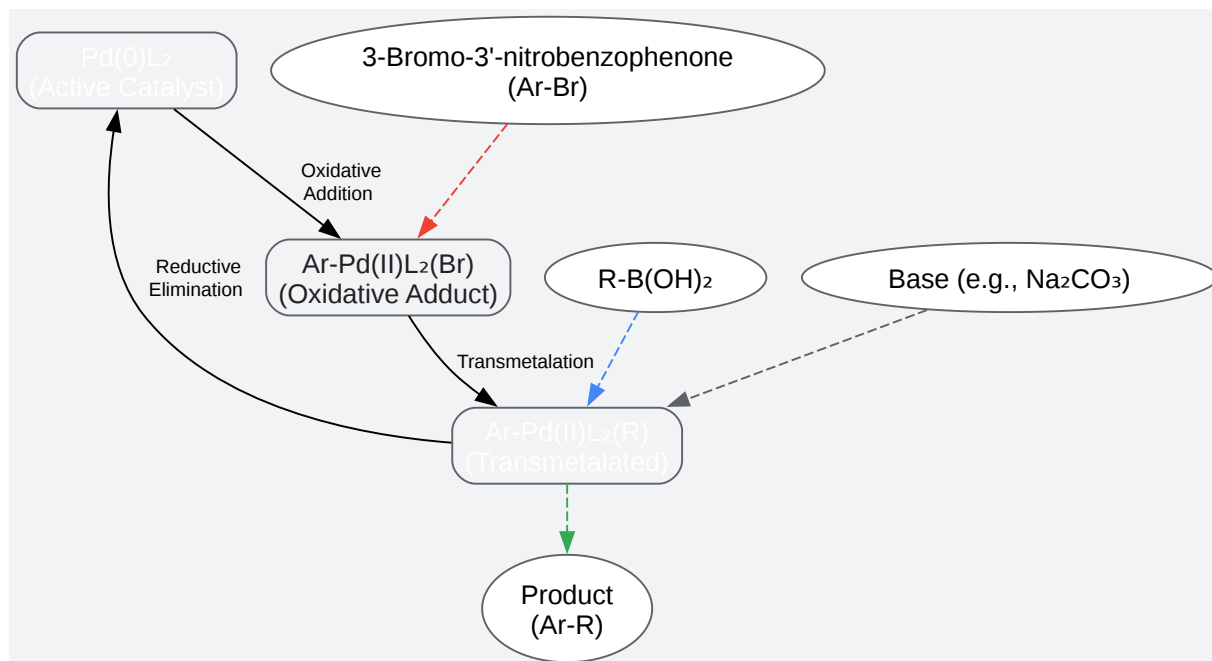 Pd(0)L₂
(Active Catalyst)
3-Bromo-3'-nitrobenzophenone
(Ar-Br)
Oxidative
Addition
Reductive
Elimination
Ar-Pd(II)L₂(Br)
(Oxidative Adduct)
R-B(OH)₂
Base (e.g., Na₂CO₃)
Transmetalation
Ar-Pd(II)L₂(R)
(Transmetalated)
Product
(Ar-R)